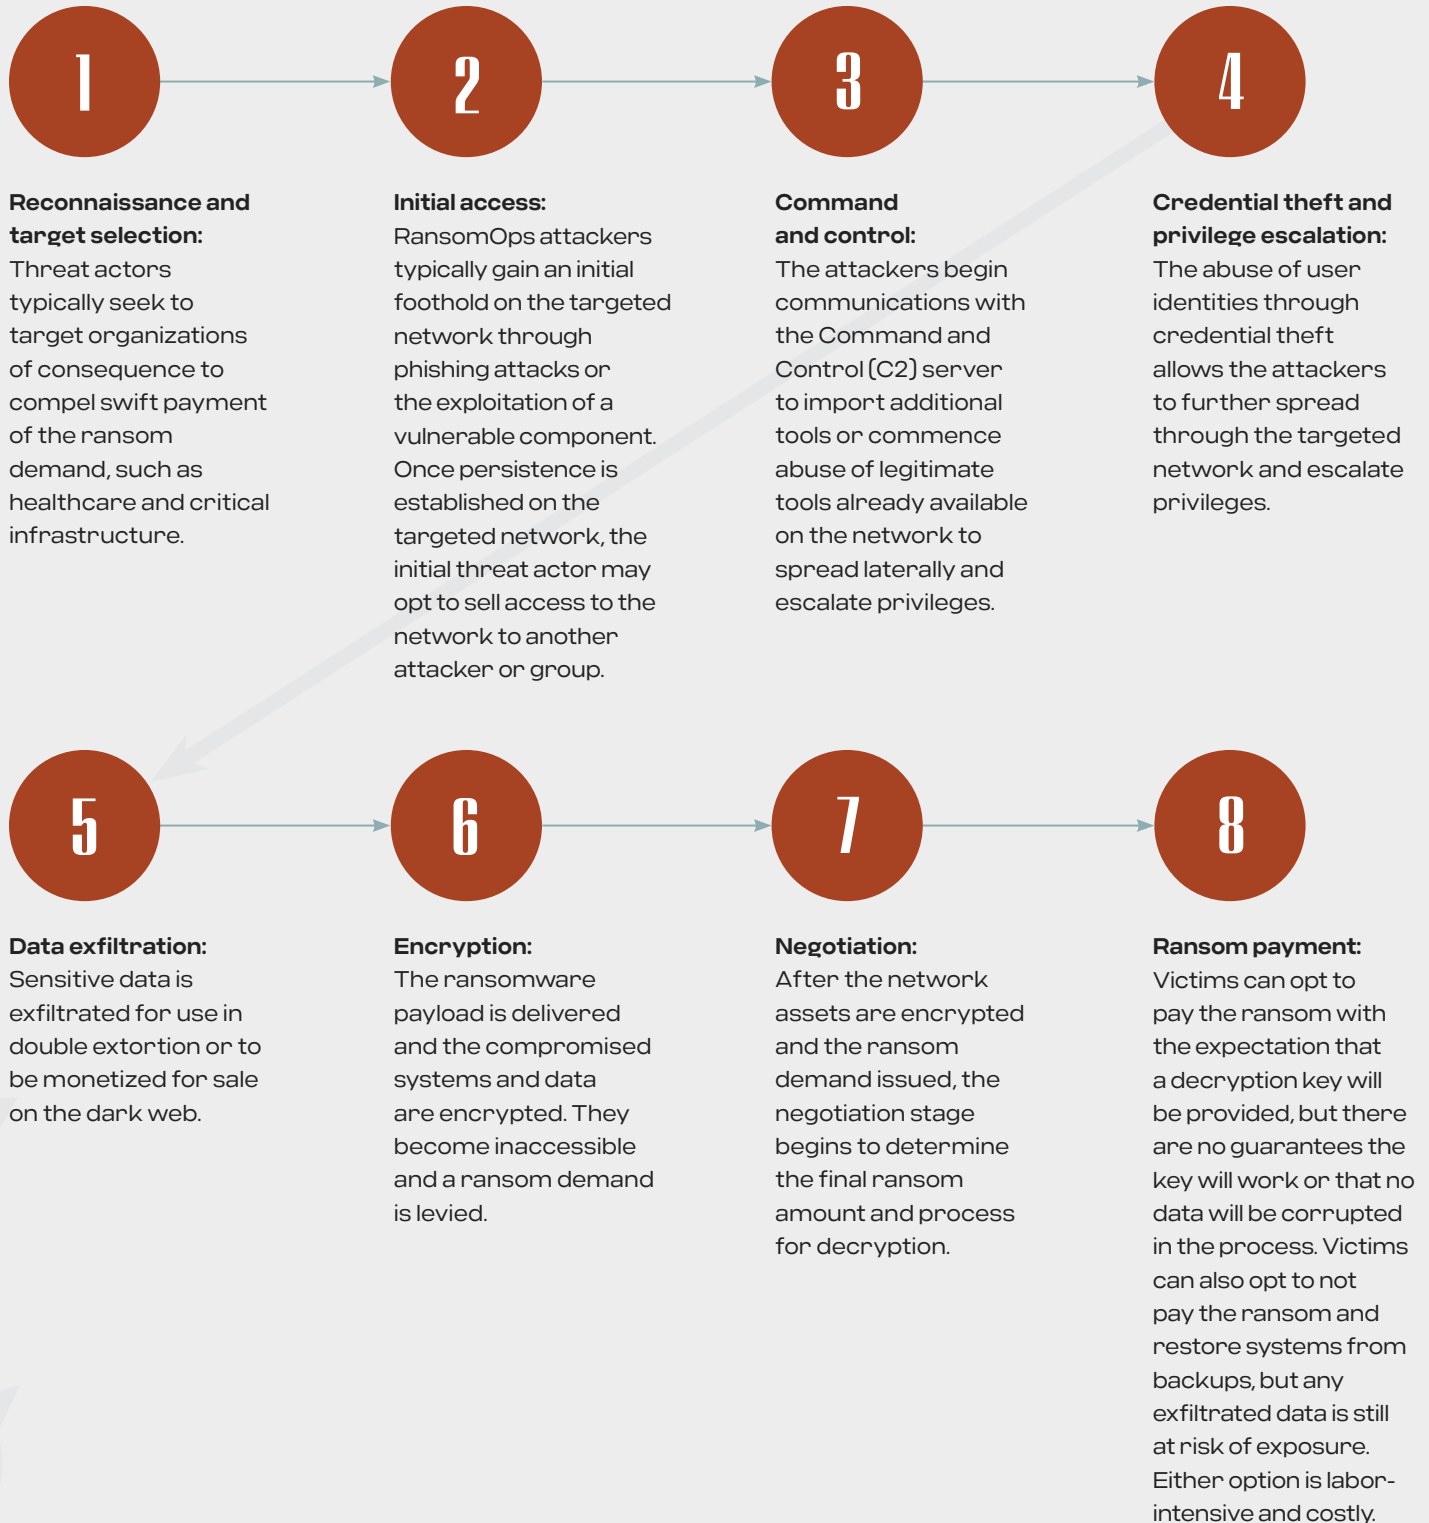 1
Reconnaissance and
target selection:
Threat actors
typically seek to
target organizations
of consequence to
compel swift payment
of the ransom
demand, such as
healthcare and critical
infrastructure.
2
Initial access:
RansomOps attackers
typically gain an initial
foothold on the targeted
network through
phishing attacks or
the exploitation of a
vulnerable component.
Once persistence is
established on the
targeted network, the
initial threat actor may
opt to sell access to the
network to another
attacker or group.
3
Command
and control:
The attackers begin
communications with
the Command and
Control (C2) server
to import additional
tools or commence
abuse of legitimate
tools already available
on the network to
spread laterally and
escalate privileges.
4
Credential theft and
privilege escalation:
The abuse of user
identities through
credential theft
allows the attackers
to further spread
through the targeted
network and escalate
privileges.
5
Data exfiltration:
Sensitive data is
exfiltrated for use in
double extortion or to
be monetized for sale
on the dark web.
6
Encryption:
The ransomware
payload is delivered
and the compromised
systems and data
are encrypted. They
become inaccessible
and a ransom demand
is levied.
7
Negotiation:
After the network
assets are encrypted
and the ransom
demand issued, the
negotiation stage
begins to determine
the final ransom
amount and process
for decryption.
8
Ransom payment:
Victims can opt to
pay the ransom with
the expectation that
a decryption key will
be provided, but there
are no guarantees the
key will work or that no
data will be corrupted
in the process. Victims
can also opt to not
pay the ransom and
restore systems from
backups, but any
exfiltrated data is still
at risk of exposure.
Either option is labor-
intensive and costly.